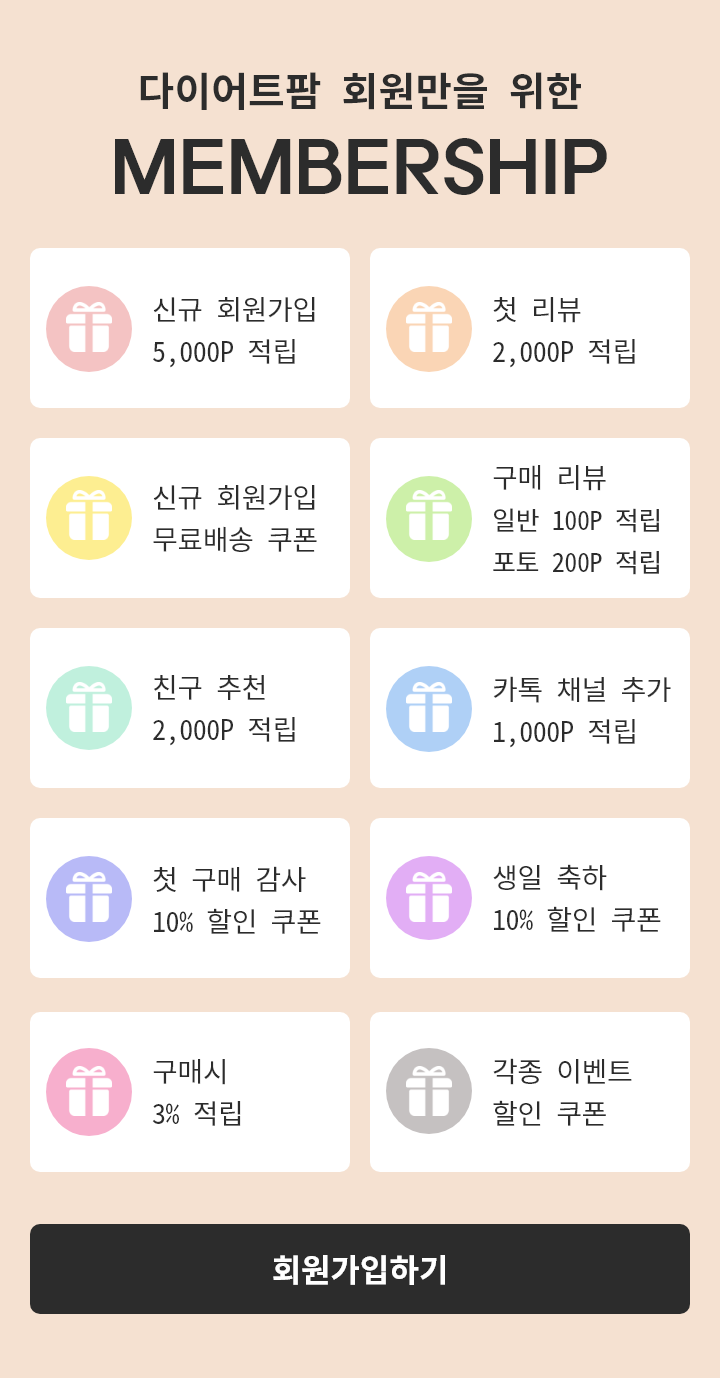 다이어트팜 회원만을 위한
MEMBERSHIP
신규 회원가입
5,000P 적립
첫 리뷰
2,000P 적립
신규 회원가입
무료배송 쿠폰
구매 리뷰
일반 100P 적립
포토 200P 적립
친구 추천
2,000P 적립
카톡 채널 추가
1,000P 적립
첫 구매 감사
10% 할인 쿠폰
생일 축하
10% 할인 쿠폰
구매시
3% 적립
각종 이벤트
할인 쿠폰
회원가입하기